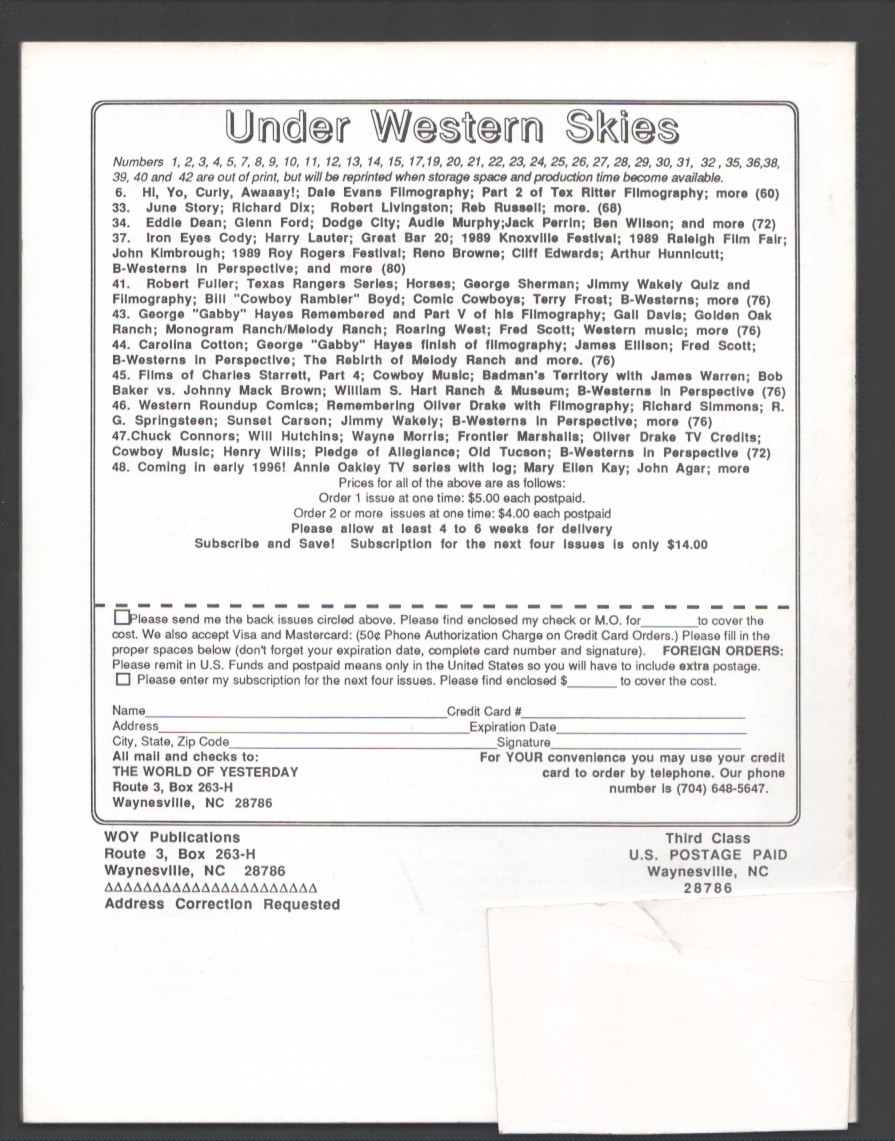 Under Western Skies
Numbers 1, 2, 3, 4, 5, 7, 8, 9, 10, 11, 12, 13, 14, 15, 17,19, 20, 21, 22, 23, 24, 25, 26, 27, 28, 29, 30, 31, 32 , 35, 36,38,
39, 40 and 42 are out of print, but will be reprinted when storage space and production time become available.
6. Hi, Yo, Curly, Awaaay!; Dale Evans Filmography; Part 2 of Tex Ritter Filmography; more (60)
33. June Story; Richard Dix; Robert Livingston; Reb Russell; more. (68)
34. Eddie Dean; Glenn Ford; Dodge City; Audie Murphy;Jack Perrin; Ben Wilson; and more (72)
37. Iron Eyes Cody; Harry Lauter; Great Bar 20; 1989 Knoxville Festival; 1989 Raleigh Film Fair;
John Kimbrough; 1989 Roy Rogers Festival; Reno Browne; Cliff Edwards; Arthur Hunnicutt;
B-Westerns in Perspective; and more (80)
41. Robert Fuller; Texas Rangers Series; Horses; George Sherman; Jimmy Wakely Quiz and
Filmography; Bill "Cowboy Rambler" Boyd; Comic Cowboys; Terry Frost; B-Westerns; more (76)
43. George "Gabby" Hayes Remembered and Part V of his Filmography; Gail Davis; Golden Oak
Ranch; Monogram Ranch/Melody Ranch; Roaring West; Fred Scott; Western music; more (76)
44. Carolina Cotton; George "Gabby" Hayes finish of filmography; James Ellison; Fred Scott;
B-Westerns in Perspective; The Rebirth of Melody Ranch and more. (76)
45. Films of Charles Starrett, Part 4; Cowboy Music; Badman's Territory with James Warren; Bob
Baker vs. Johnny Mack Brown; William S. Hart Ranch & Museum; B-Westerns in Perspective (76)
46. Western Roundup Comics; Remembering Oliver Drake with Filmography; Richard Simmons; R.
G. Springsteen; Sunset Carson; Jimmy Wakely; B-Westerns in Perspective; more (76)
47.Chuck Connors; Will Hutchins; Wayne Morris; Frontier Marshalls; Oliver Drake TV Credits;
Cowboy Music; Henry Wills; Pledge of Allegiance; Old Tucson; B-Westerns in Perspective (72)
48. Coming in early 1996! Annie Oakley TV series with log; Mary Ellen Kay; John Agar; more
Prices for all of the above are as follows:
Order 1 issue at one time: $5.00 each postpaid.
Order 2 or more issues at one time: $4.00 each postpaid
Please allow at least 4 to 6 weeks for delivery
Subscribe and Save! Subscription for the next four issues is only $14.00
Please send me the back issues circled above. Please find enclosed my check or M.O. for________to cover the
cost. We also accept Visa and Mastercard: (50¢ Phone Authorization Charge on Credit Card Orders.) Please fill in the
proper spaces below (don't forget your expiration date, complete card number and signature). FOREIGN ORDERS:
Please remit in U.S. Funds and postpaid means only in the United States so you will have to include extra postage.
Please enter my subscription for the next four issues. Please find enclosed $_______ to cover the cost.
Name____________Credit Card #____________
Address____________Expiration Date____________
City, State, Zip Code____________Signature____________
All mail and checks to:
THE WORLD OF YESTERDAY
Route 3, Box 263-H
Waynesville, NC 28786
For YOUR convenience you may use your credit
card to order by telephone. Our phone
number is (704) 648-5647.
WOY Publications
Route 3, Box 263-H
Waynesville, NC 28786
ΔΔΔΔΔΔΔΔΔΔΔΔΔΔΔΔΔΔΔΔΔΔ
Address Correction Requested
Third Class
U.S. POSTAGE PAID
Waynesville, NC
28786